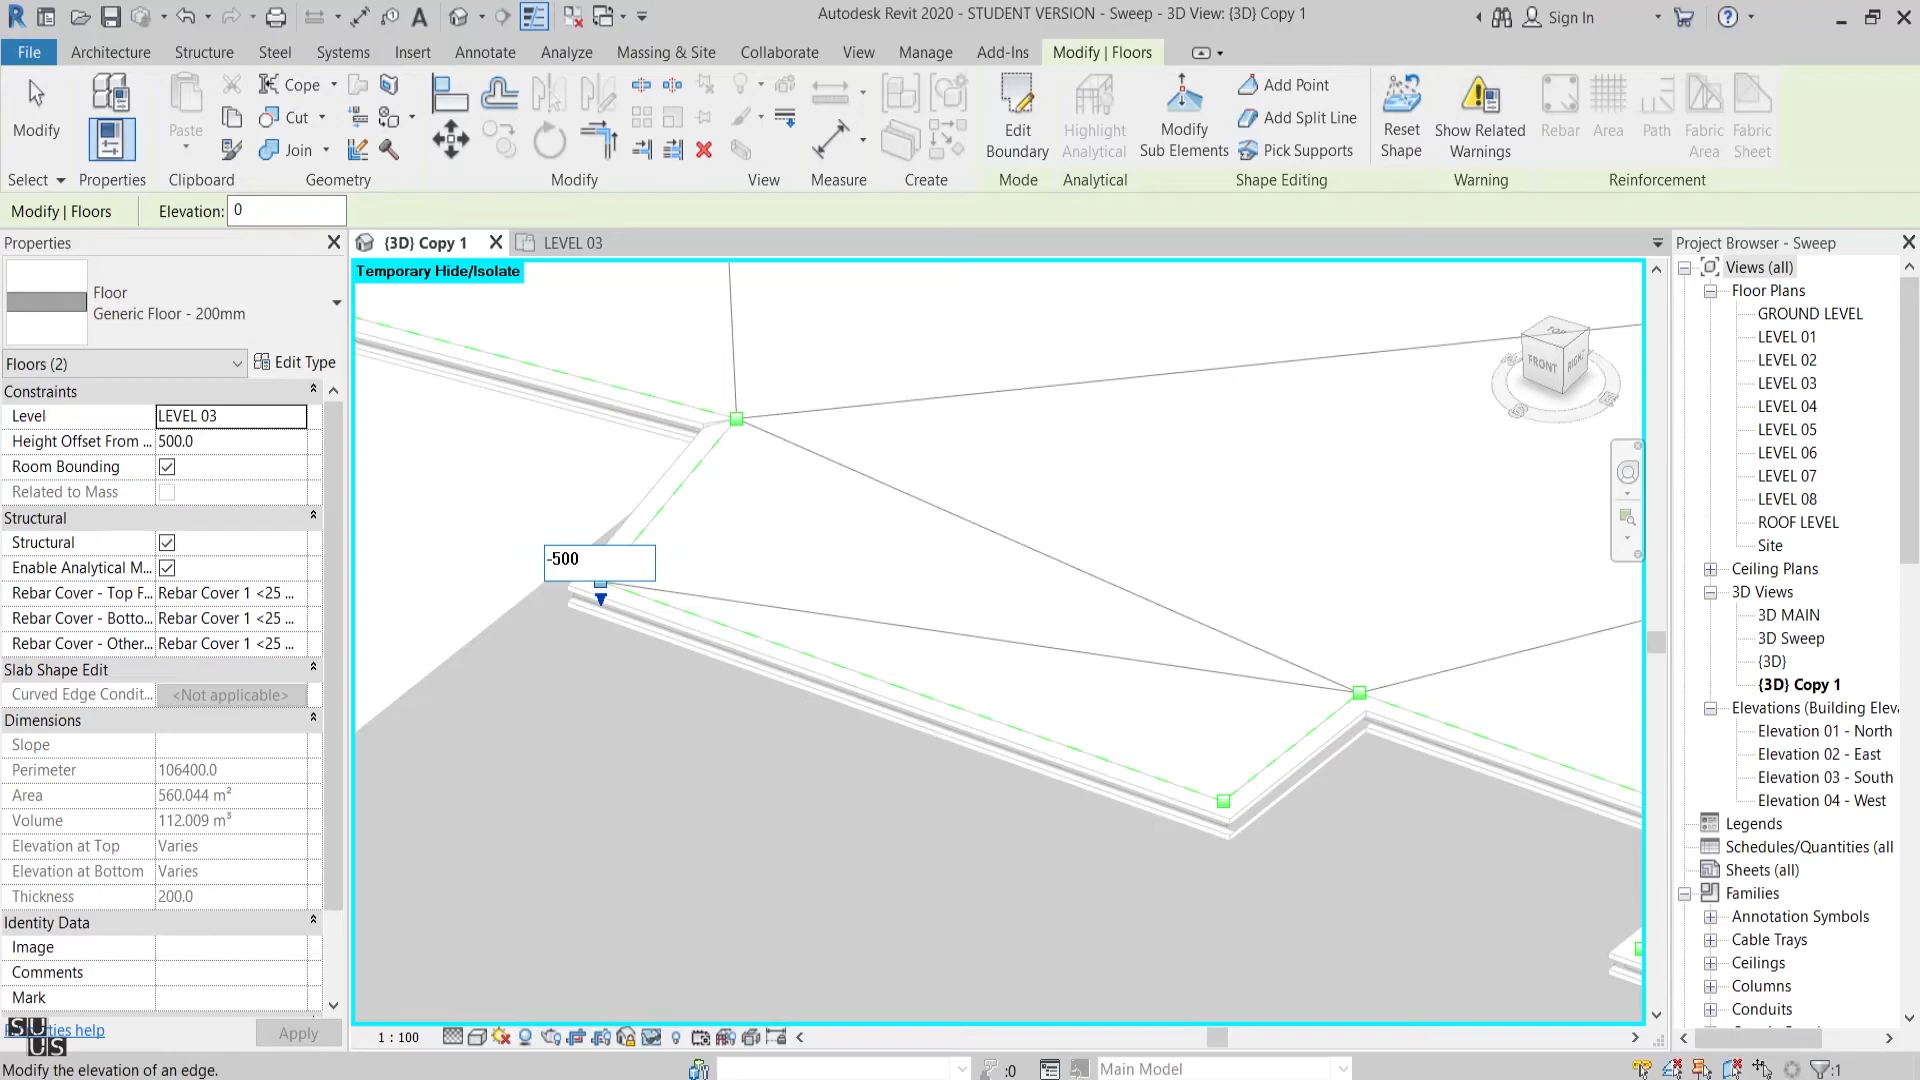 Autodesk Revit 2020 - STUDENT VERSION - Sweep - 3D View: {3D} Copy 1
Sign In
File
Architecture
Structure
Steel
Systems
Insert
Annotate
Analyze
Massing & Site
Collaborate
View
Manage
Add-Ins
Modify | Floors
Modify
Paste
Cope
Cut
Join
Edit
Boundary
Highlight
Analytical
Modify
Sub Elements
Add Point
Add Split Line
Pick Supports
Reset
Shape
Show Related
Warnings
Rebar
Area
Path
Fabric
Area
Fabric
Sheet
Select
Properties
Clipboard
Geometry
Modify
View
Measure
Create
Mode
Analytical
Shape Editing
Warning
Reinforcement
Modify | Floors
Elevation: 0
Properties
Floor
Generic Floor - 200mm
Floors (2)
Edit Type
Constraints
Level LEVEL 03
Height Offset From ... 500.0
Room Bounding
Related to Mass
Structural
Structural
Enable Analytical M...
Rebar Cover - Top F... Rebar Cover 1 <25 ...
Rebar Cover - Botto... Rebar Cover 1 <25 ...
Rebar Cover - Other... Rebar Cover 1 <25 ...
Slab Shape Edit
Curved Edge Condit... <Not applicable>
Dimensions
Slope
Perimeter 106400.0
Area 560.044 m²
Volume 112.009 m³
Elevation at Top Varies
Elevation at Bottom Varies
Thickness 200.0
Identity Data
Image
Comments
Mark
SU
US
ties help
Apply
Modify the elevation of an edge.
{3D} Copy 1
LEVEL 03
Temporary Hide/Isolate
TOP
FRONT
RIGHT
-500
1 : 100
:0
Main Model
:1
Project Browser - Sweep
Views (all)
Floor Plans
GROUND LEVEL
LEVEL 01
LEVEL 02
LEVEL 03
LEVEL 04
LEVEL 05
LEVEL 06
LEVEL 07
LEVEL 08
ROOF LEVEL
Site
Ceiling Plans
3D Views
3D MAIN
3D Sweep
{3D}
{3D} Copy 1
Elevations (Building Eleva
Elevation 01 - North
Elevation 02 - East
Elevation 03 - South
Elevation 04 - West
Legends
Schedules/Quantities (all
Sheets (all)
Families
Annotation Symbols
Cable Trays
Ceilings
Columns
Conduits